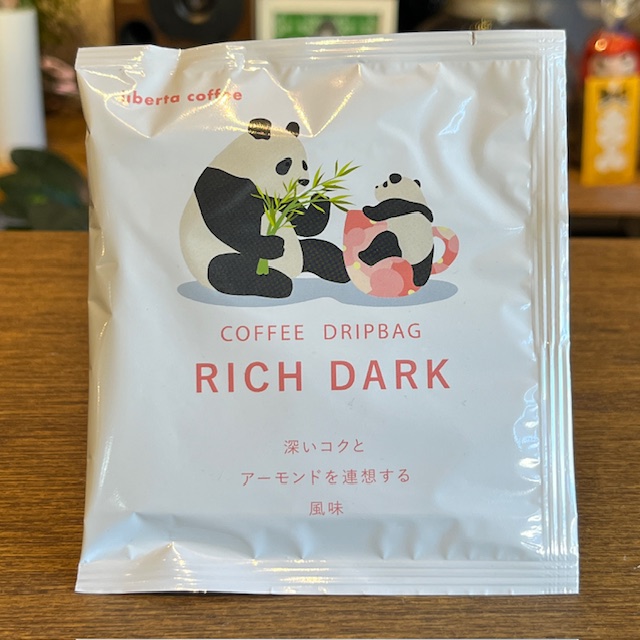 coffee
COFFEE DRIPBAG
RICH DARK
深いコクと
アーモンドを連想する
風味